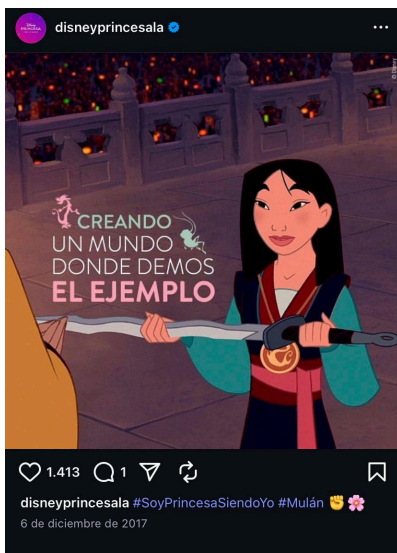 disneyprincesala
© Disney
CREANDO
UN MUNDO
DONDE DEMOS
EL EJEMPLO
1.413
1
disneyprincesala #SoyPrincesaSiendoYo #Mulán ✊🌸
6 de diciembre de 2017